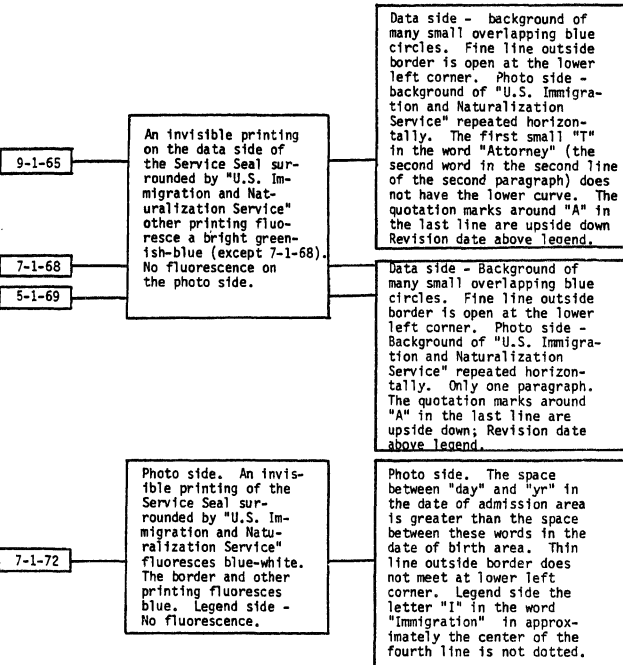 Data side - background of
many small overlapping blue
circles. Fine line outside
border is open at the lower
left corner. Photo side -
background of "U.S. Immigra-
tion and Naturalization
Service" repeated horizon-
tally. The first small "T"
in the word "Attorney" (the
second word in the second line
of the second paragraph) does
not have the lower curve. The
quotation marks around "A" in
the last line are upside down
Revision date above legend.
9-1-65
7-1-68
5-1-69
An invisible printing
on the data side of
the Service Seal sur-
rounded by "U.S. Im-
migration and Nat-
uralization Service"
other printing fluo-
resce a bright green-
ish-blue (except 7-1-68).
No fluorescence on
the photo side.
Data side - Background of
many small overlapping blue
circles. Fine line outside
border is open at the lower
left corner. Photo side -
Background of "U.S. Immigra-
tion and Naturalization
Service" repeated horizon-
tally. Only one paragraph.
The quotation marks around
"A" in the last line are
upside down; Revision date
above legend.
7-1-72
Photo side. An invis-
ible printing of the
Service Seal sur-
rounded by "U.S. Im-
migration and Natu-
ralization Service"
fluoresces blue-white.
The border and other
printing fluoresces
blue. Legend side -
No fluorescence.
Photo side. The space
between "day" and "yr" in
the date of admission area
is greater than the space
between these words in the
date of birth area. Thin
line outside border does
not meet at lower left
corner. Legend side the
letter "I" in the word
"Immigration" in approx-
imately the center of the
fourth line is not dotted.